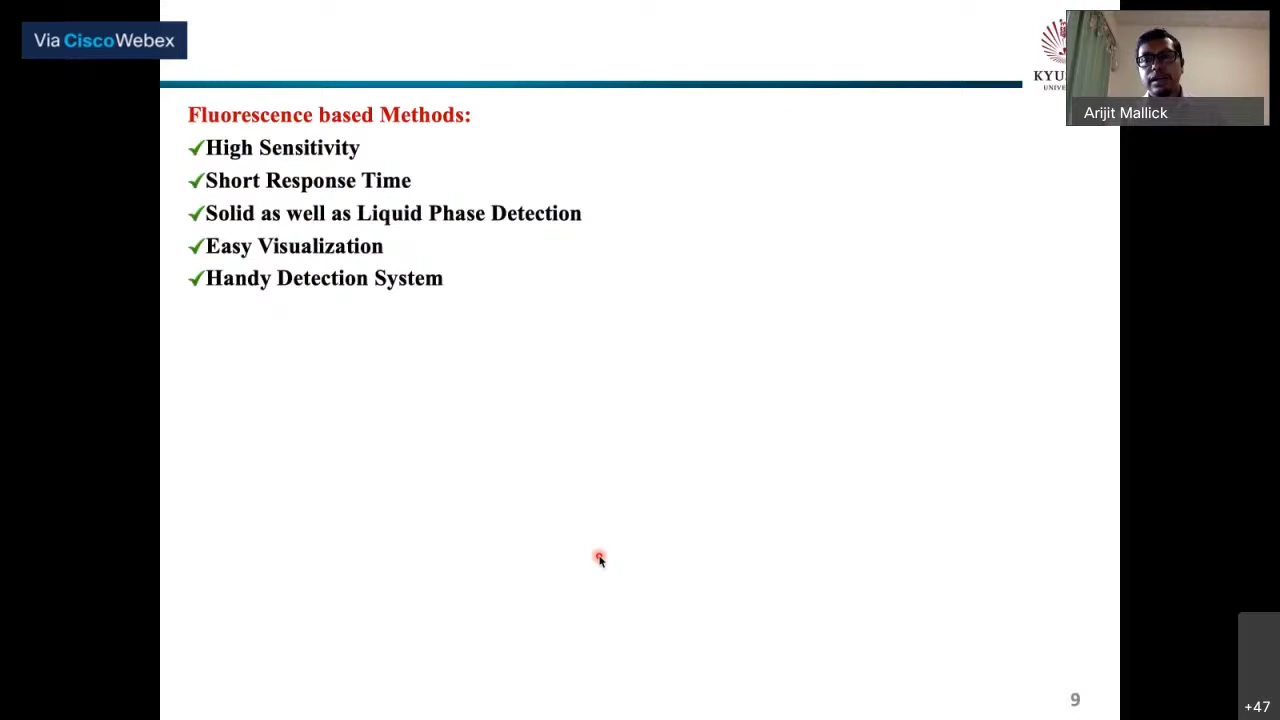 Via CiscoWebex
Arijit Mallick
Fluorescence based Methods:
High Sensitivity
Short Response Time
Solid as well as Liquid Phase Detection
Easy Visualization
Handy Detection System
9
+47